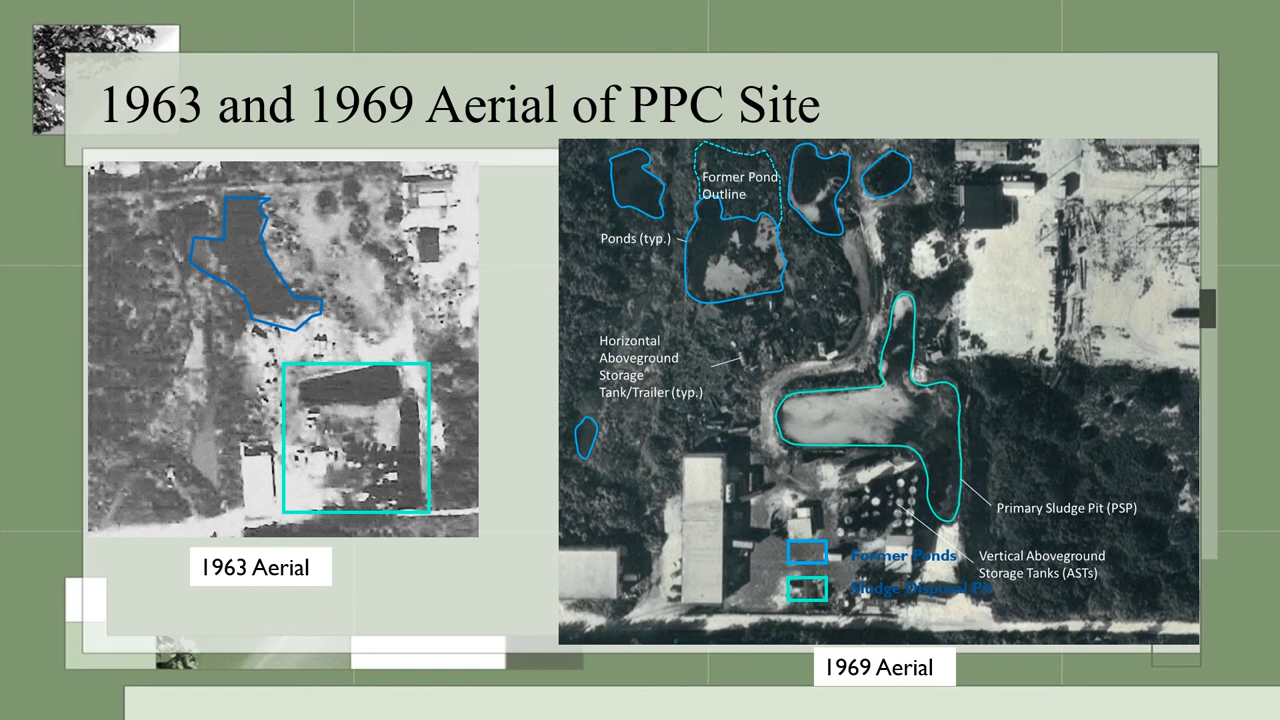 1963 and 1969 Aerial of PPC Site
Former Pond
Outline
Ponds (typ.)
Horizontal
Aboveground
Storage
Tank/Trailer (typ.)
Primary Sludge Pit (PSP)
Former Ponds
Vertical Aboveground
Storage Tanks (ASTs)
Sludge Disposal Pit
1963 Aerial
1969 Aerial